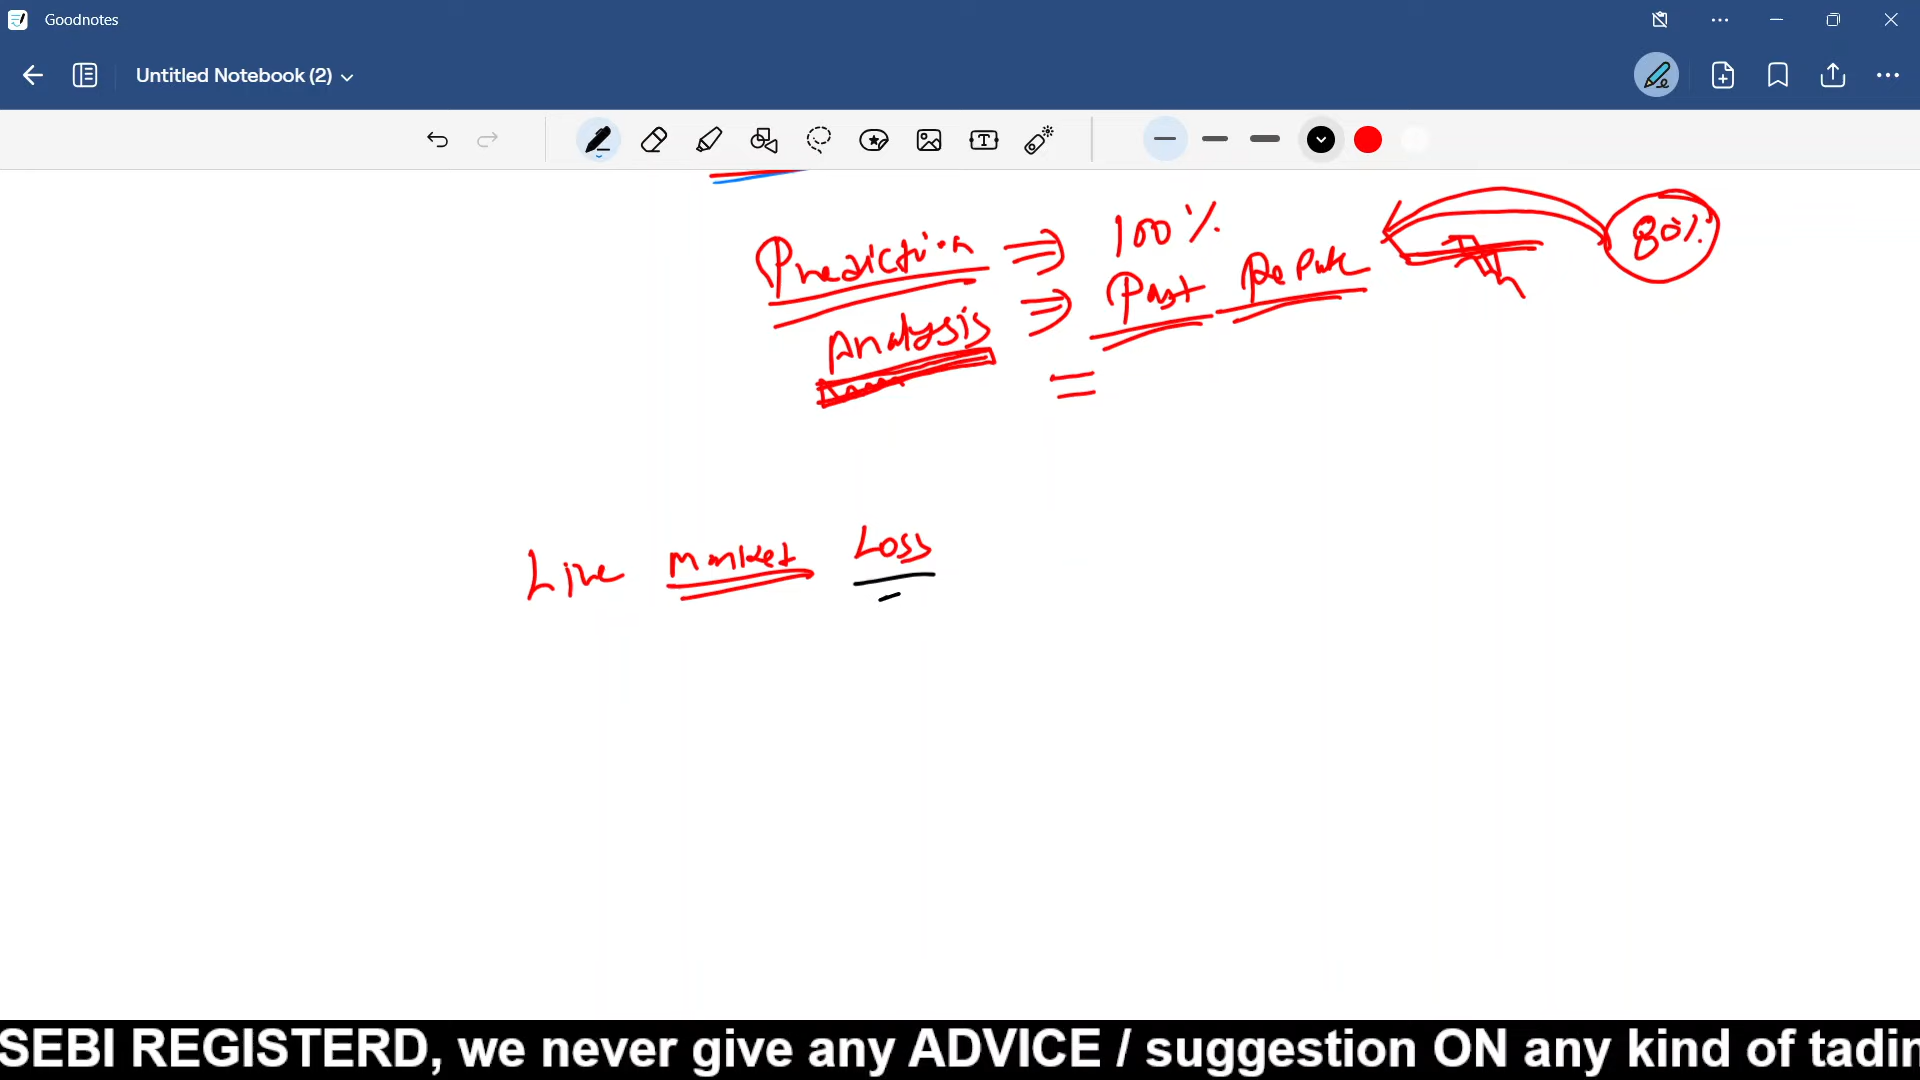 Goodnotes
Untitled Notebook (2)
Prediction ⇒ 100%
80%
Analysis ⇒ Past
=
Live Market Loss
SEBI REGISTERD, we never give any ADVICE / suggestion ON any kind of tadin